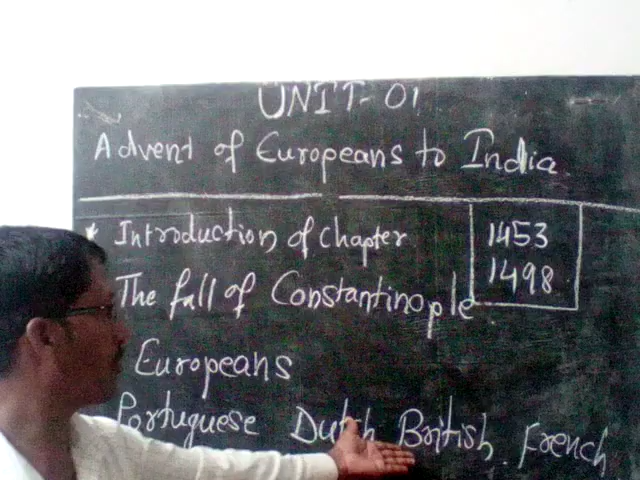 UNIT-01
Advent of Europeans to India
* Introduction of chapter
1453
1498
The fall of Constantinople
Europeans
Portuguese Dutch British French